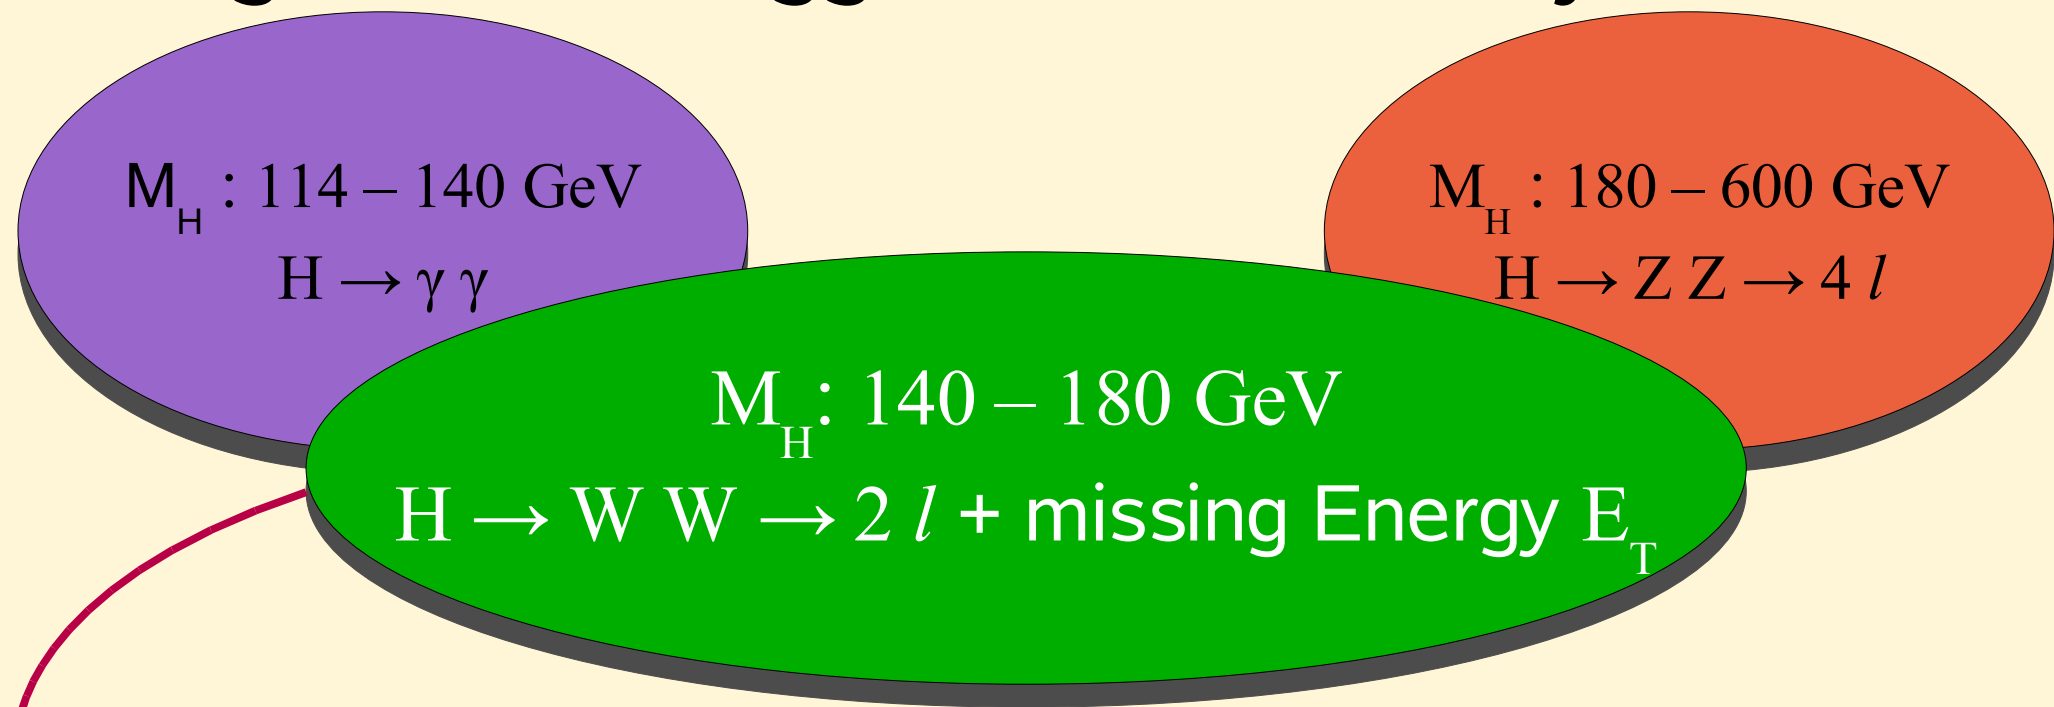 M_H : 114 – 140 GeV
H → γ γ
M_H : 180 – 600 GeV
H → Z Z → 4 l
M_H : 140 – 180 GeV
H → W W → 2 l + missing Energy E_T